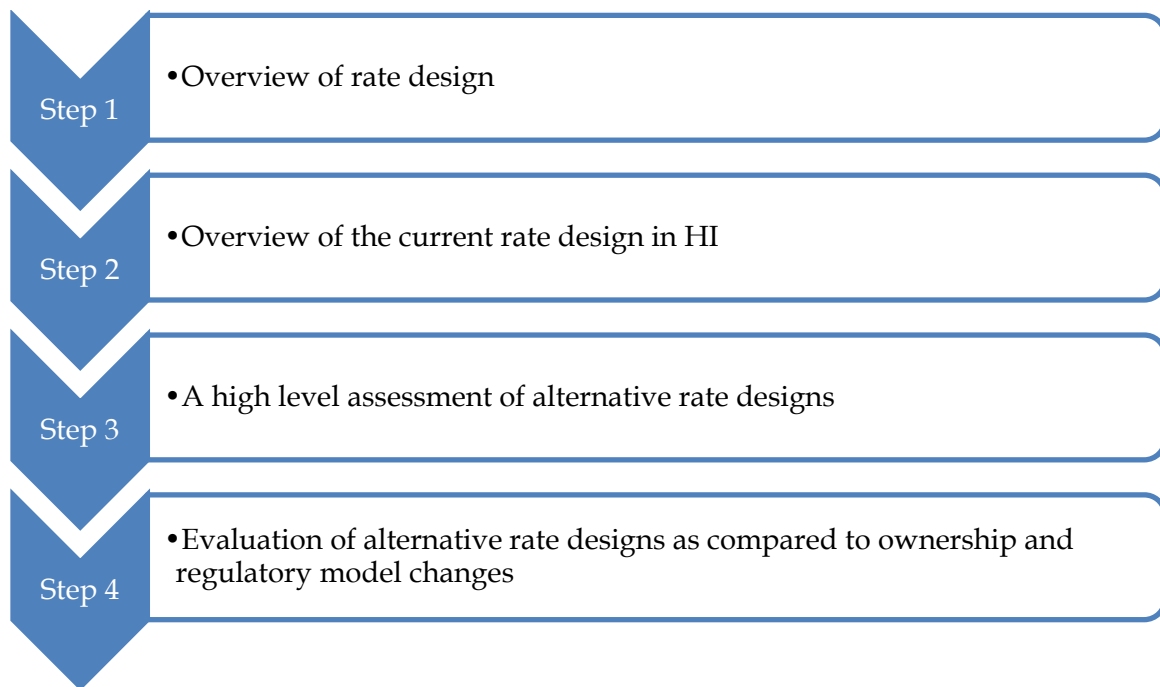 Step 1
•Overview of rate design
Step 2
•Overview of the current rate design in HI
Step 3
•A high level assessment of alternative rate designs
Step 4
•Evaluation of alternative rate designs as compared to ownership and
regulatory model changes